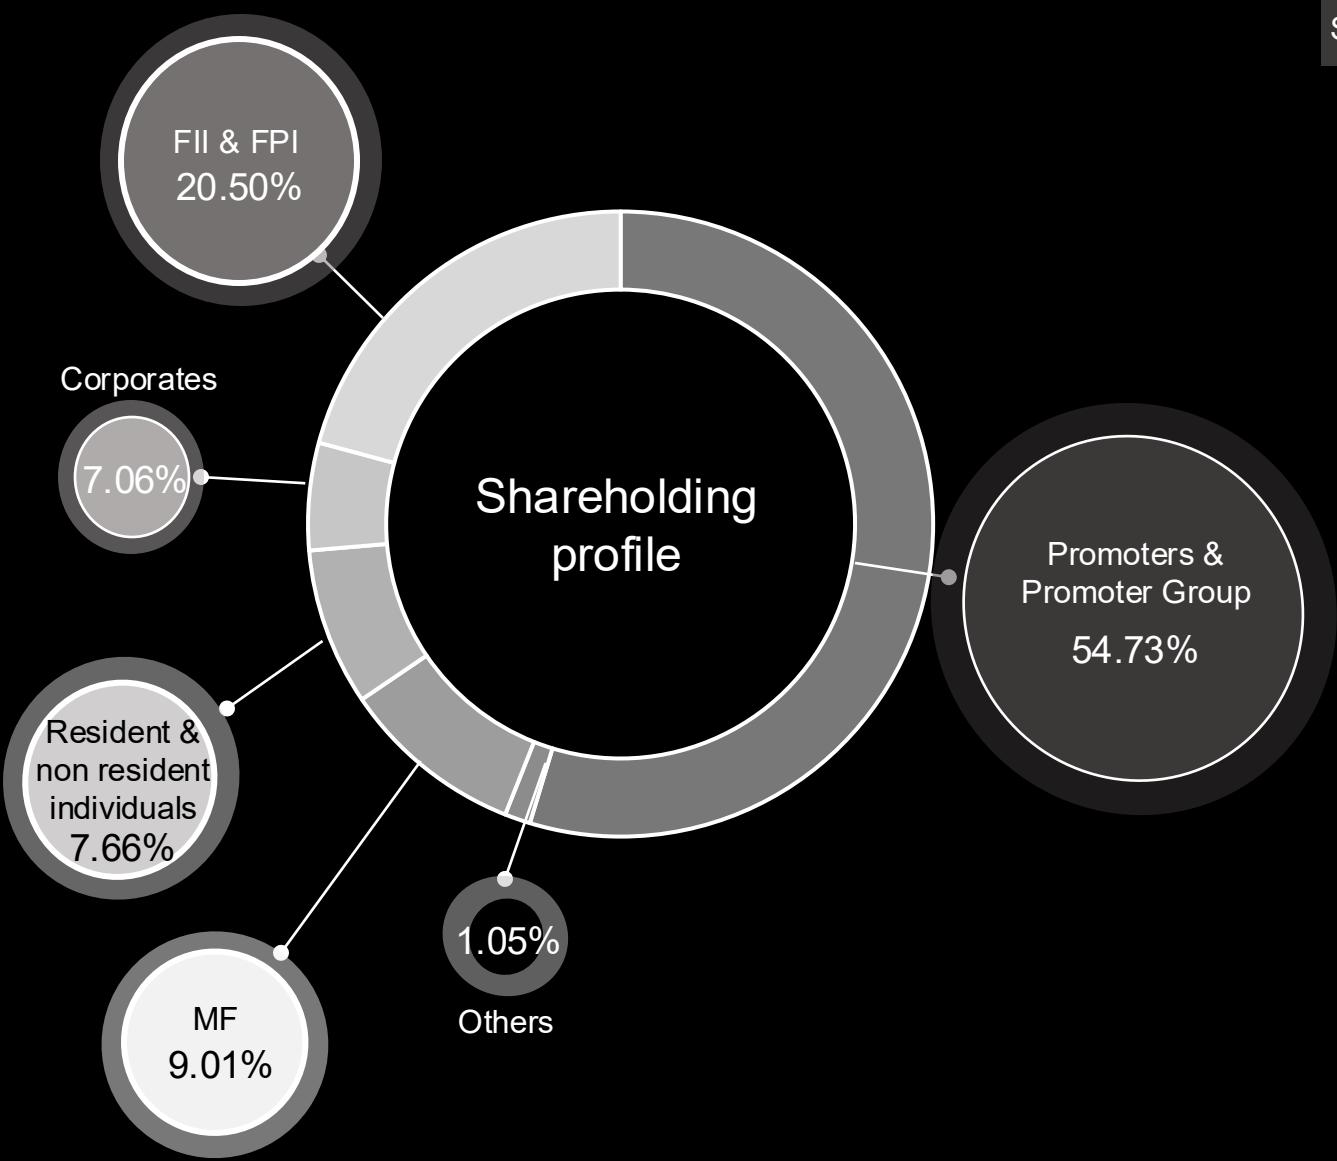 FII & FPI
20.50%
Corporates
7.06%
Shareholding
profile
Promoters &
Promoter Group
54.73%
Resident &
non resident
individuals
7.66%
MF
9.01%
1.05%
Others